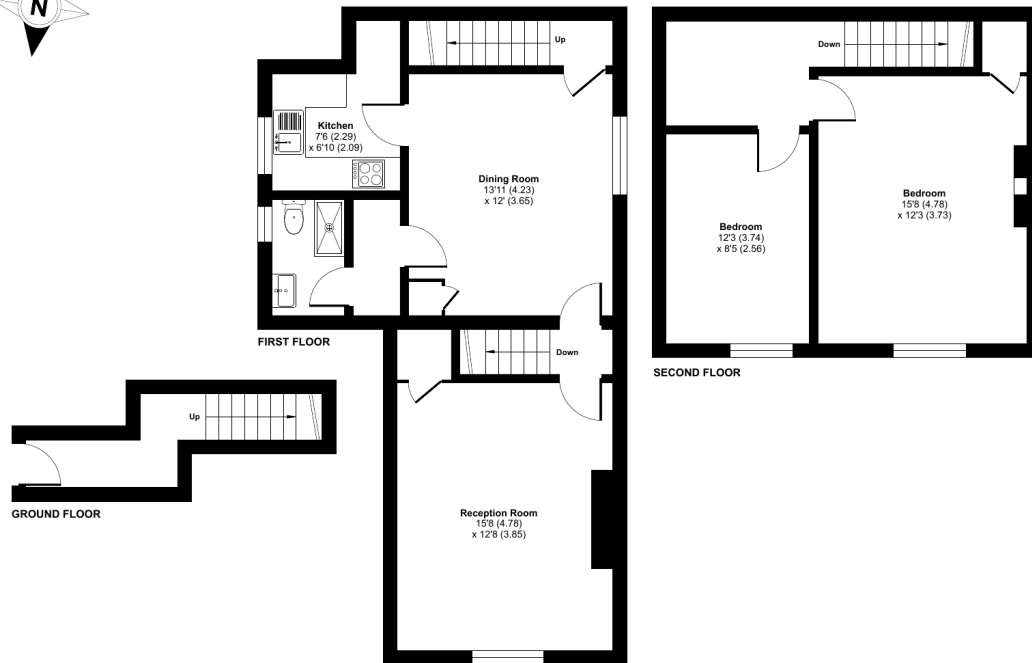 N
Up
Kitchen
7'6 (2.29)
x 6'10 (2.09)
Dining Room
13'11 (4.23)
x 12' (3.65)
Down
FIRST FLOOR
Reception Room
15'8 (4.78)
x 12'8 (3.85)
Up
GROUND FLOOR
Down
Bedroom
15'8 (4.78)
x 12'3 (3.73)
Bedroom
12'3 (3.74)
x 8'5 (2.56)
SECOND FLOOR